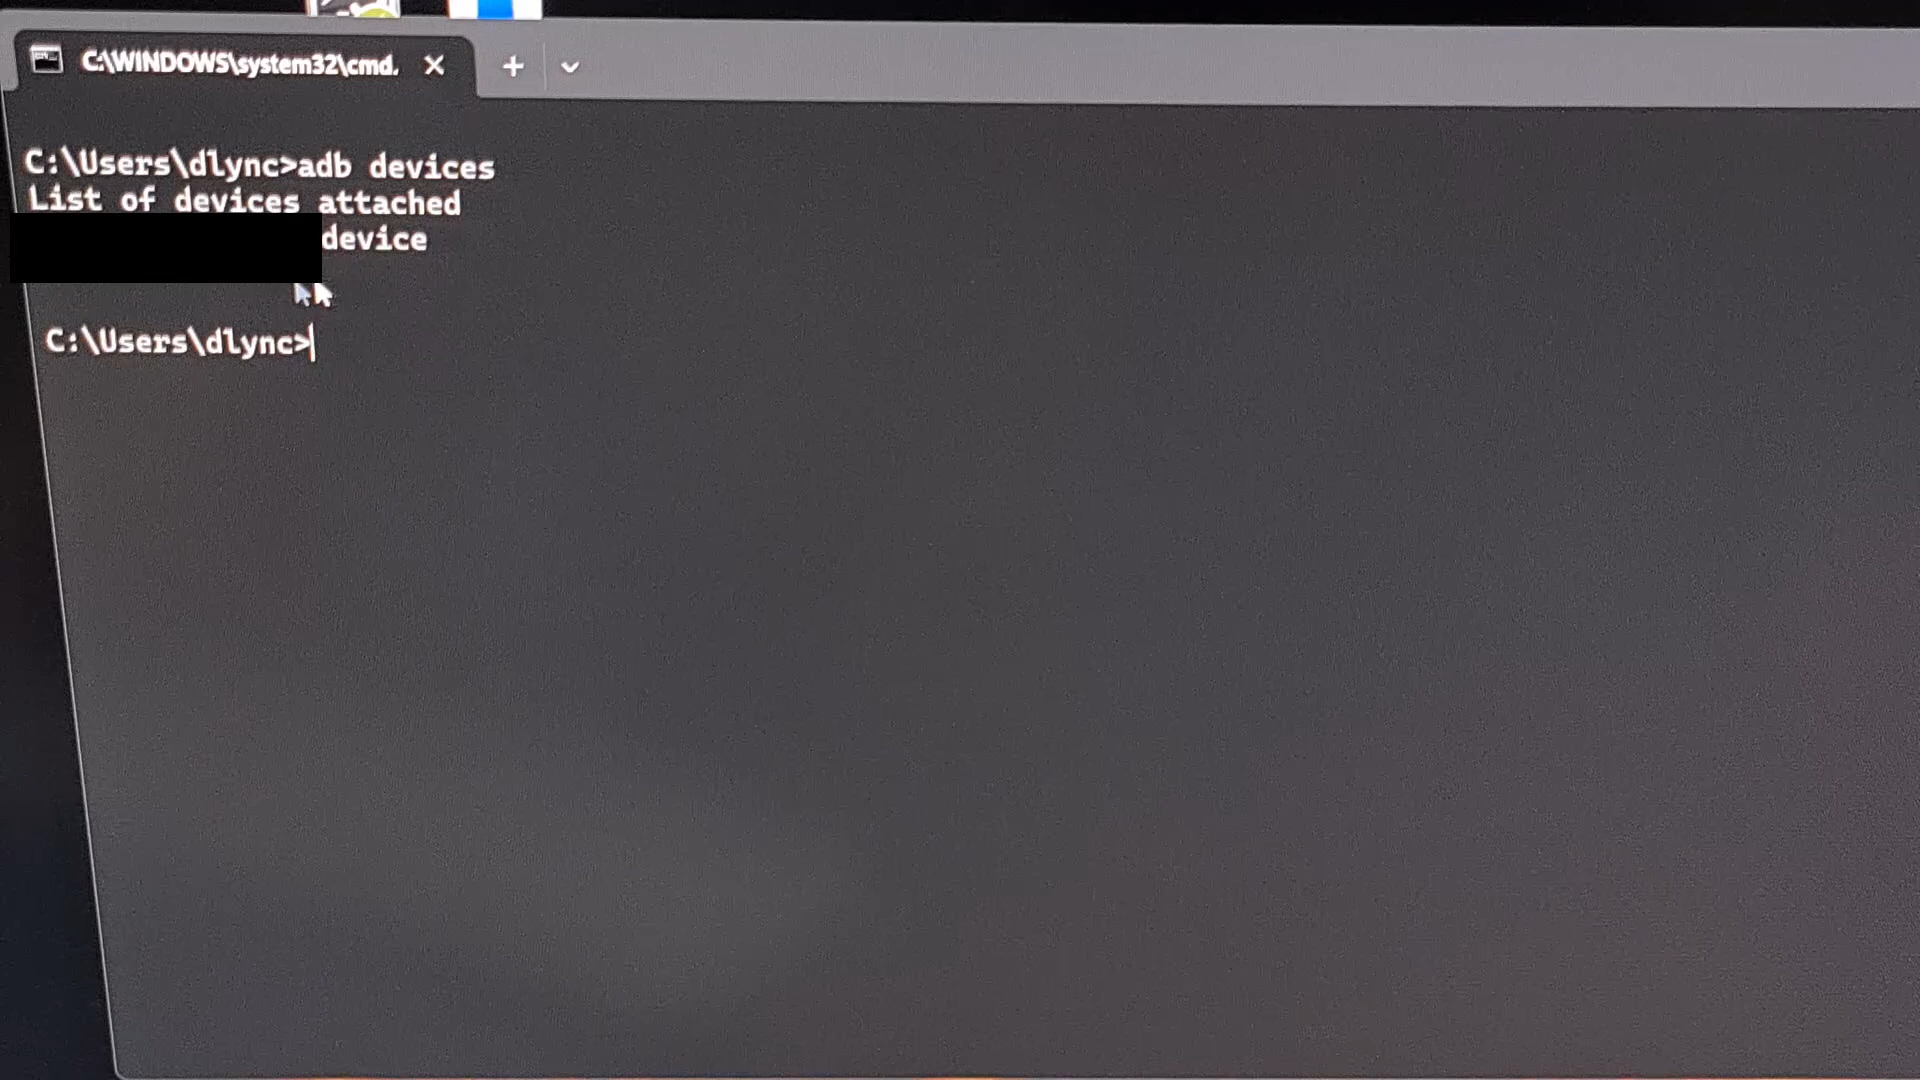 C:\WINDOWS\system32\cmd.
C:\Users\dlync>adb devices
List of devices attached
device
C:\Users\dlync>